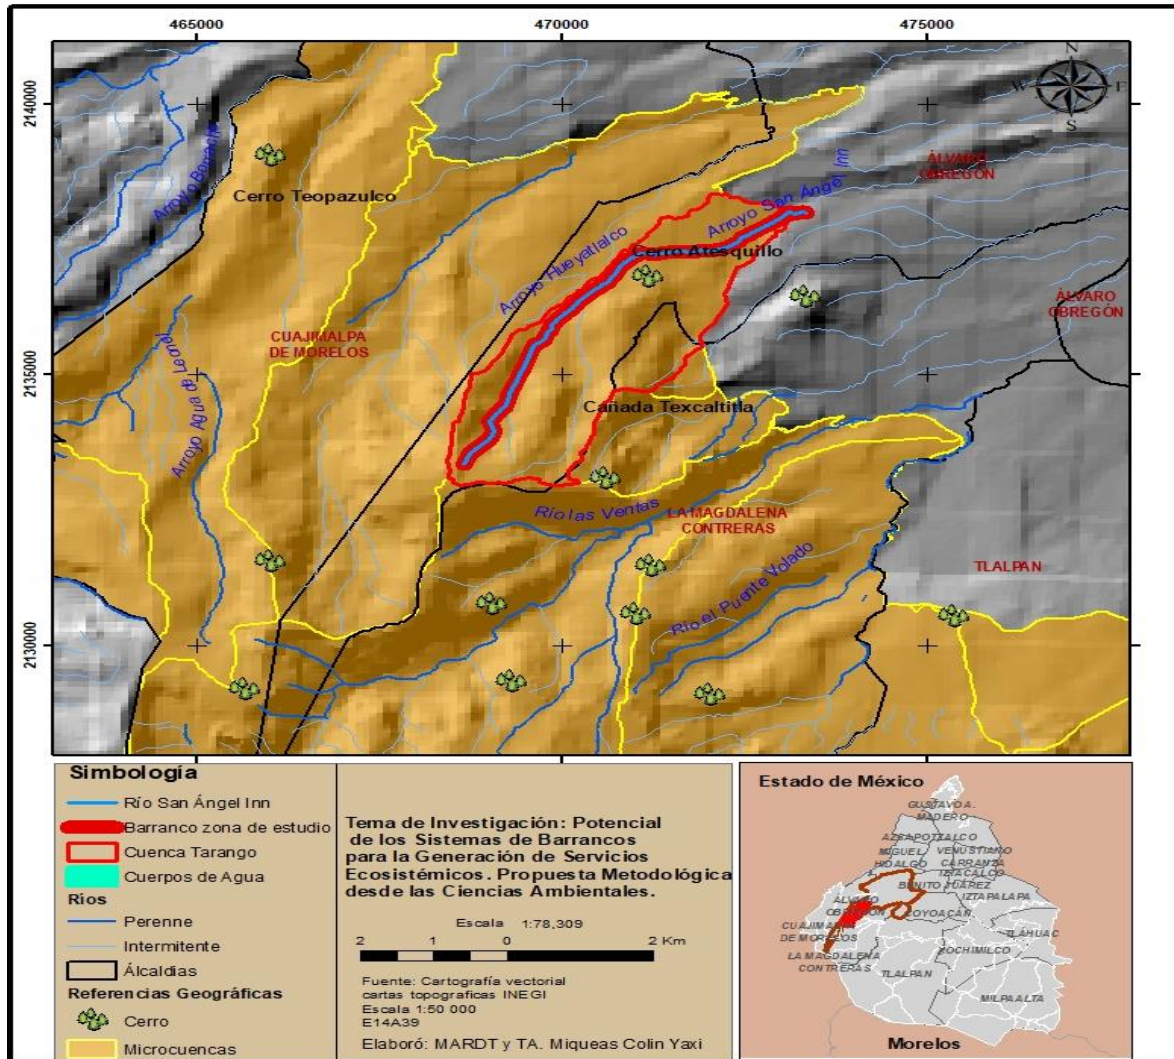 465000
470000
475000
2140000
2135000
2130000
N
W
E
S
Cerro Teopazulco
Arroyo Borracho
ÁLVARO
OBREGÓN
Arroyo San Ángel Inn
Arroyo Hueyatlalco
Cerro Atesquillo
ÁLVARO
OBREGÓN
CUAJIMALPA
DE MORELOS
Arroyo Agua de Leone
Cañada Texcaltitla
Río las Ventas
LA MAGDALENA
CONTRERAS
Río el Puente Volado
TLALPAN
Simbología
Río San Ángel Inn
Barranco zona de estudio
Cuenca Tarango
Cuerpos de Agua
Ríos
Perenne
Intermitente
Álcaldias
Referencias Geográficas
Cerro
Microcuencas
Tema de Investigación: Potencial
de los Sistemas de Barrancos
para la Generación de Servicios
Ecosistémicos. Propuesta Metodológica
desde las Ciencias Ambientales.
Escala 1:78,309
2 1 0 2 Km
Fuente: Cartografía vectorial
cartas topograficas INEGI
Escala 1:50 000
E14A39
Elaboró: MARDT y TA. Miqueas Colin Yaxi
Estado de México
GUSTAVO A.
MADERO
AZCAPOTZALCO
MIGUEL
HIDALGO
VENUSTIANO
CARRANZA
IZTACALCO
BENITO JUÁREZ
IZTAPALAPA
ÁLVARO
OBREGÓN
COYOACÁN
CUAJIMALPA
DE MORELOS
TLÁHUAC
LA MAGDALENA
CONTRERAS
XOCHIMILCO
TLALPAN
MILPA ALTA
Morelos